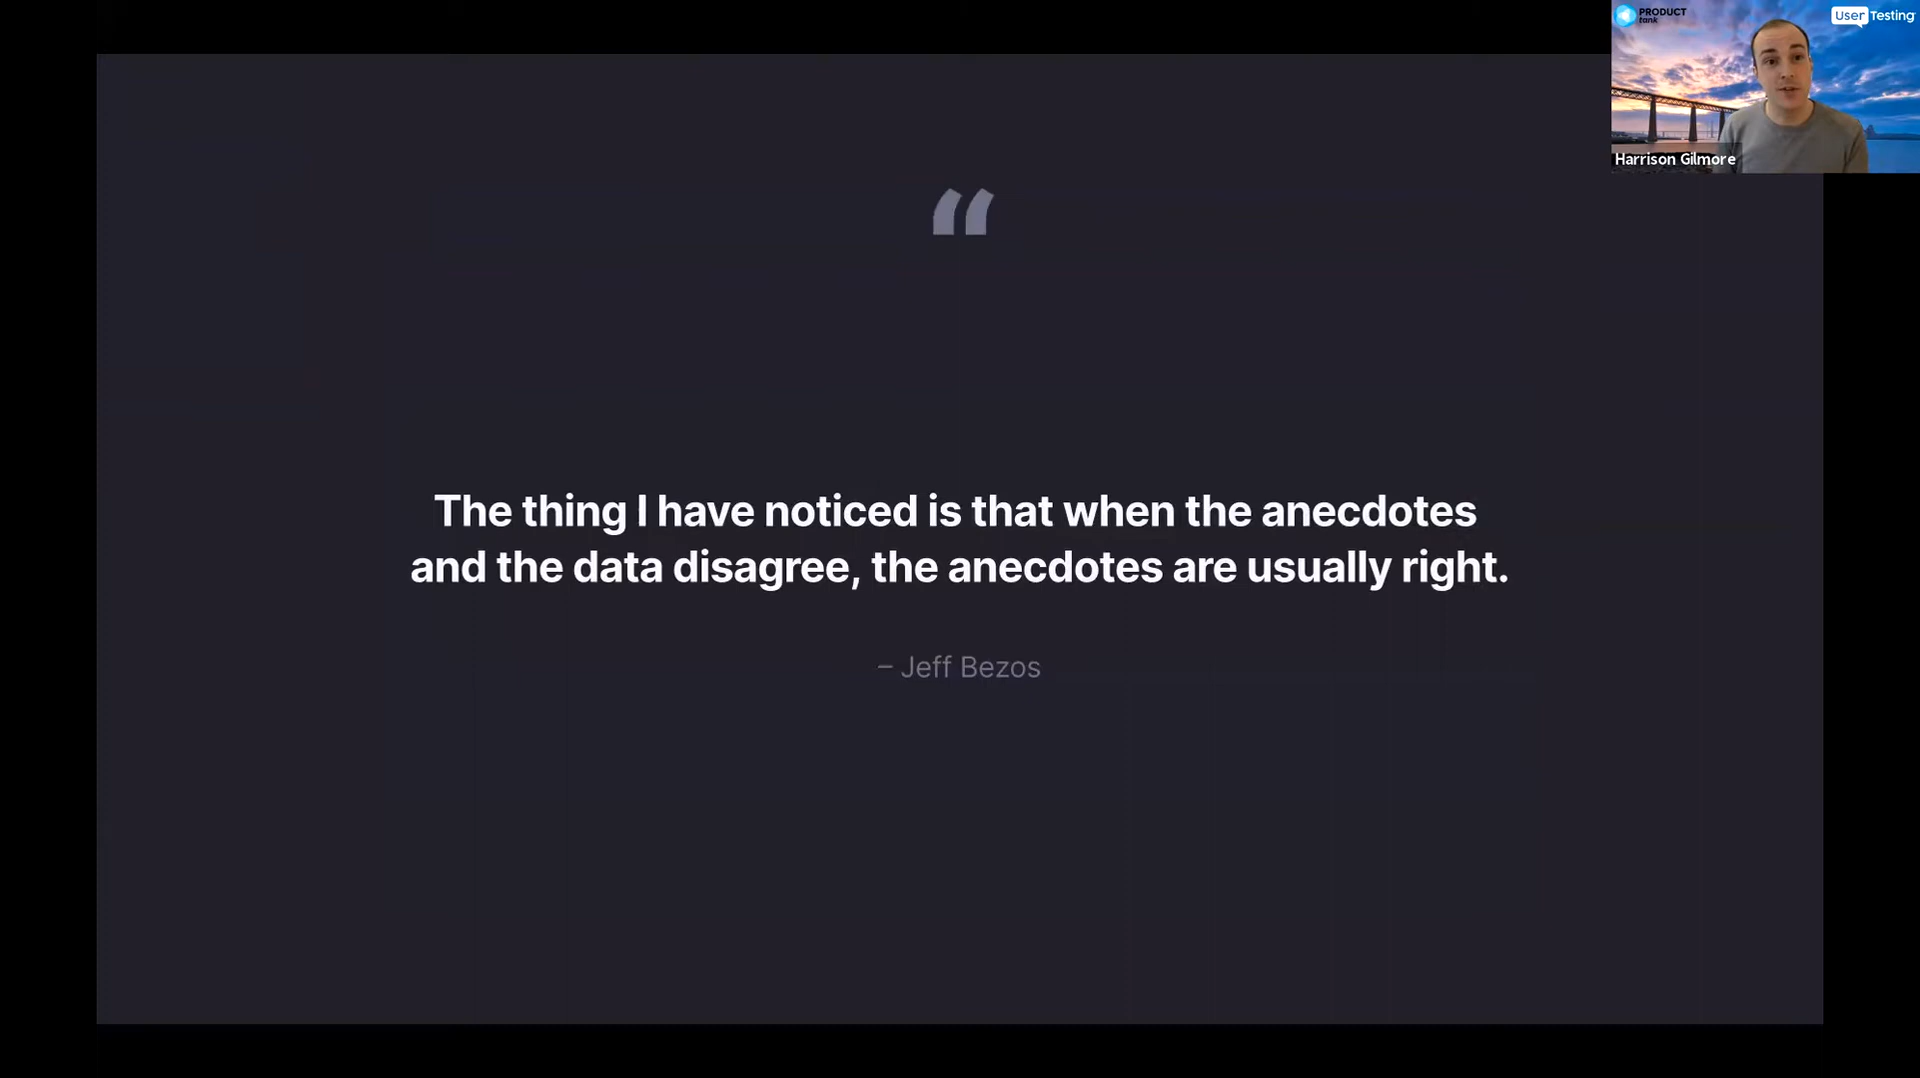 PRODUCT
tank
User Testing
Harrison Gilmore
“
The thing I have noticed is that when the anecdotes
and the data disagree, the anecdotes are usually right.
– Jeff Bezos